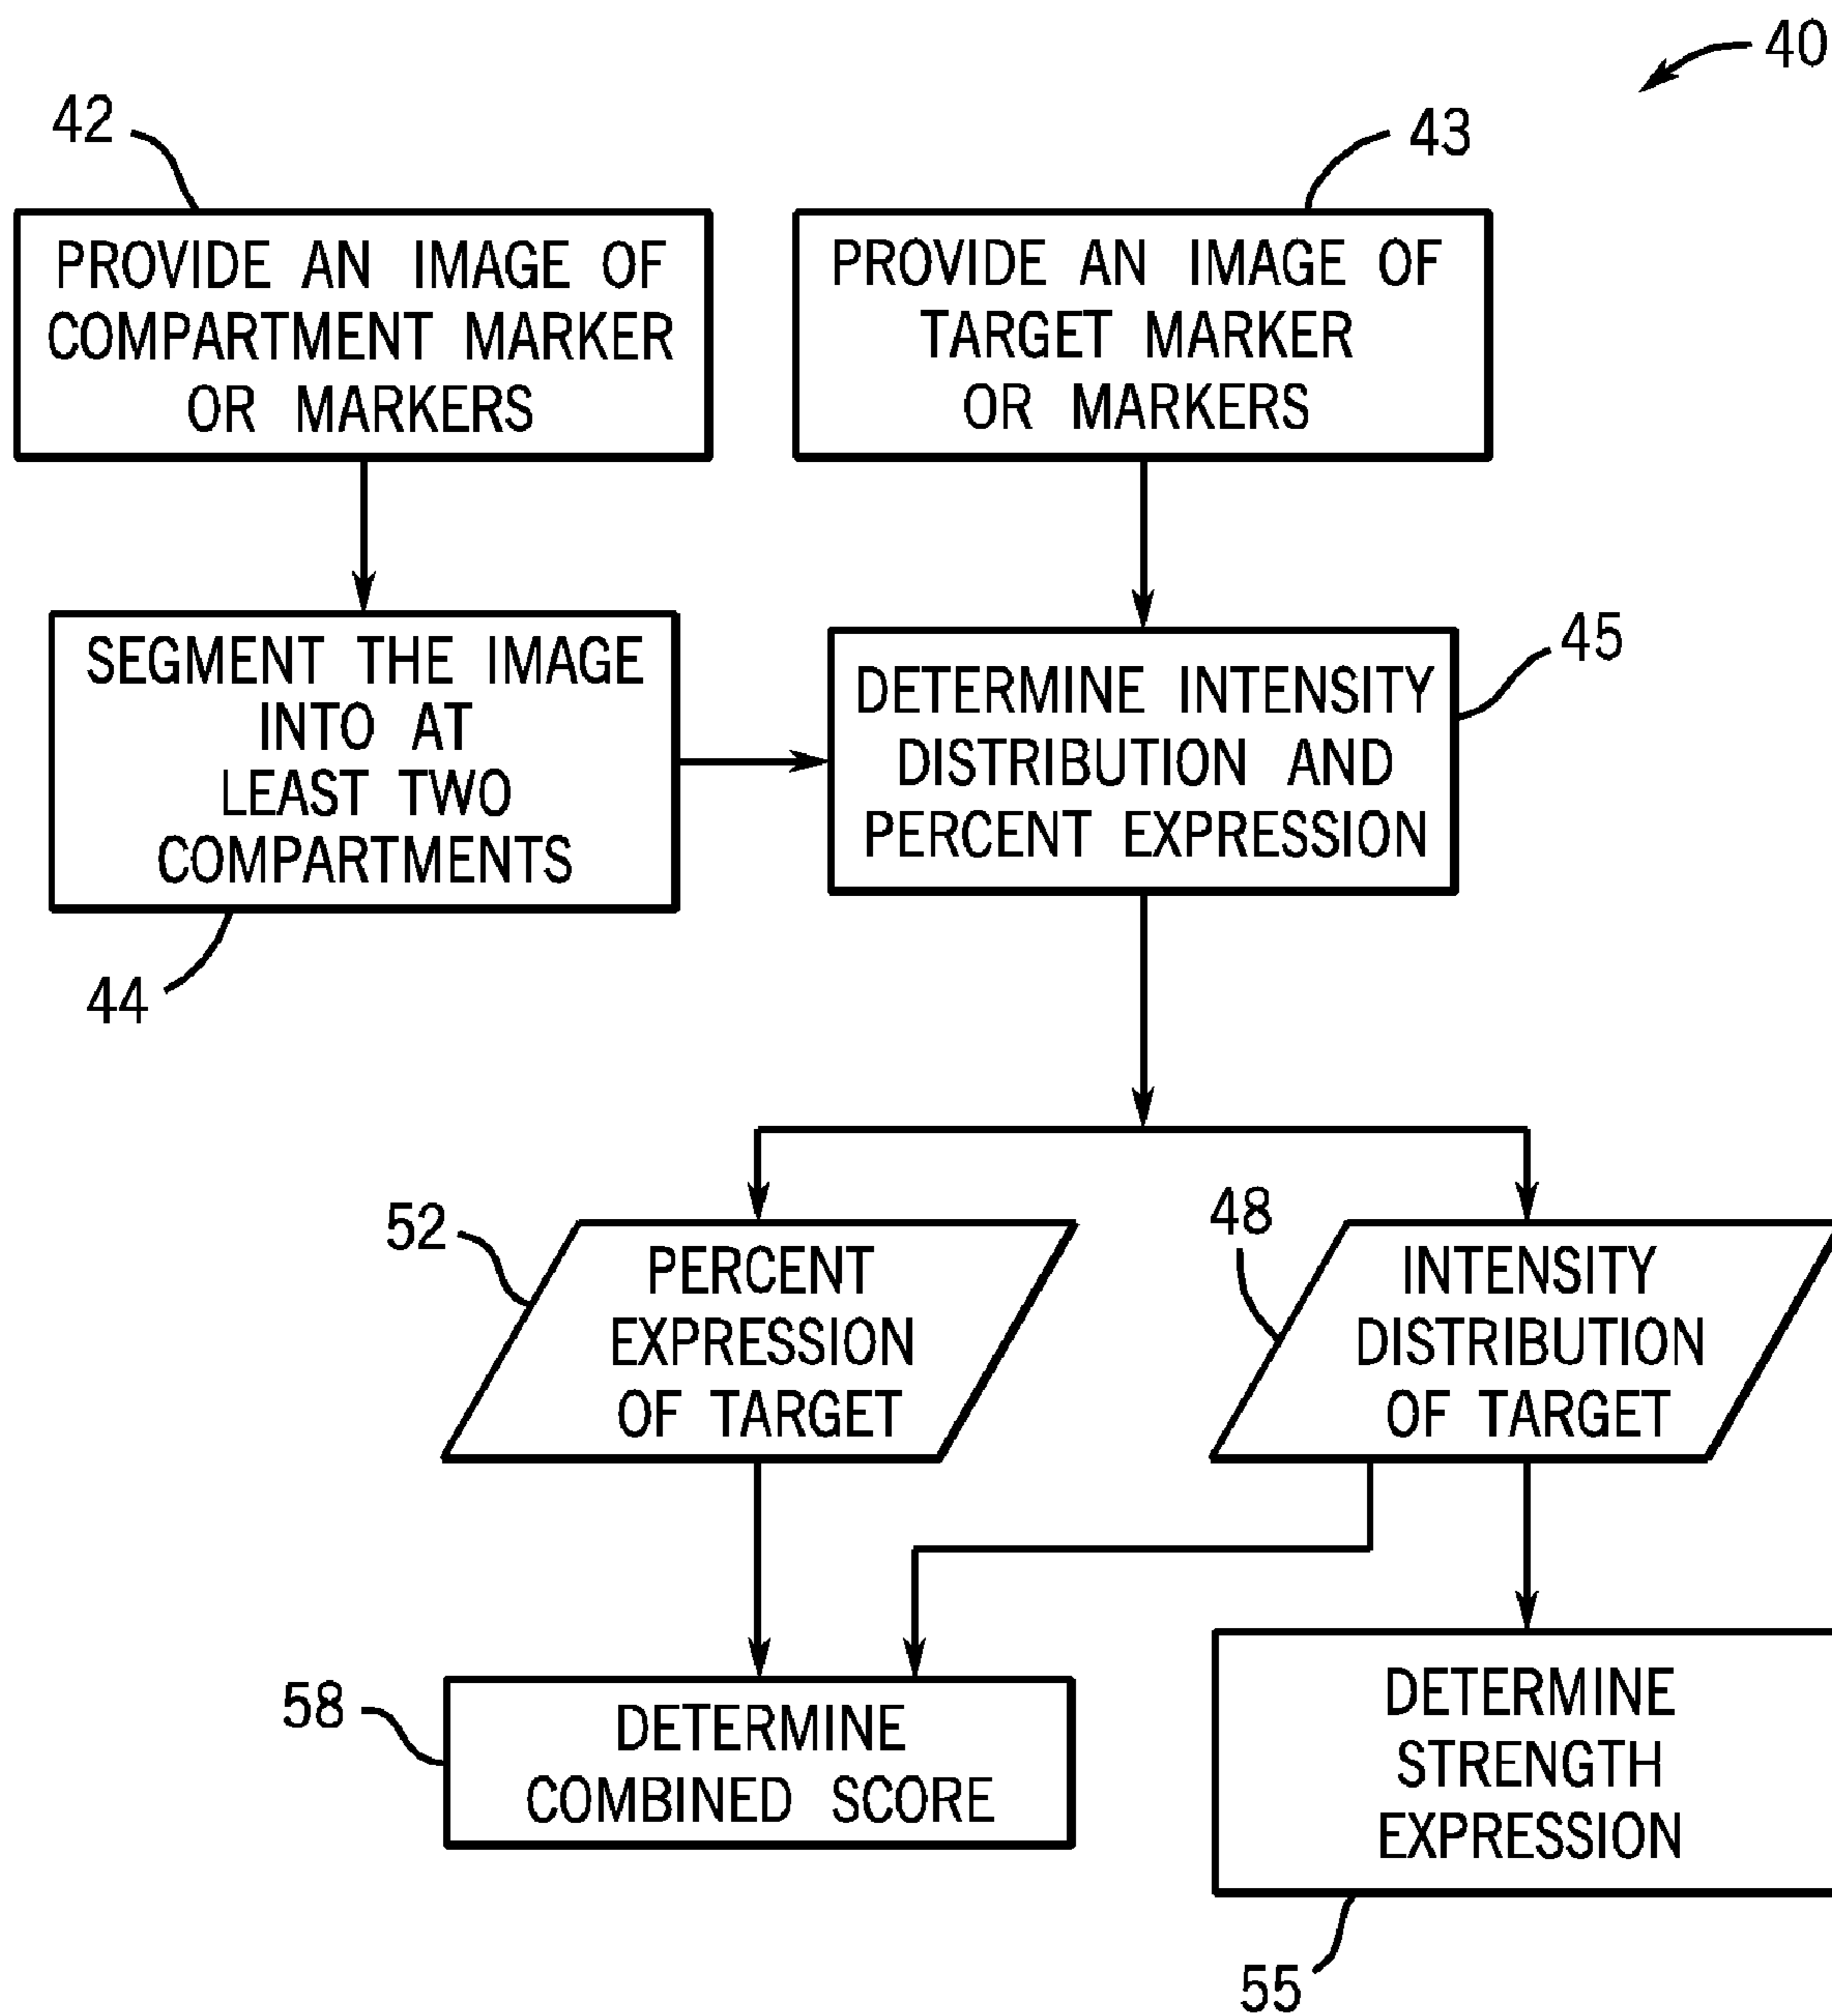 40
42
PROVIDE AN IMAGE OF
COMPARTMENT MARKER
OR MARKERS
43
PROVIDE AN IMAGE OF
TARGET MARKER
OR MARKERS
SEGMENT THE IMAGE
INTO AT
LEAST TWO
COMPARTMENTS
44
45
DETERMINE INTENSITY
DISTRIBUTION AND
PERCENT EXPRESSION
52
PERCENT
EXPRESSION
OF TARGET
48
INTENSITY
DISTRIBUTION
OF TARGET
58
DETERMINE
COMBINED SCORE
DETERMINE
STRENGTH
EXPRESSION
55